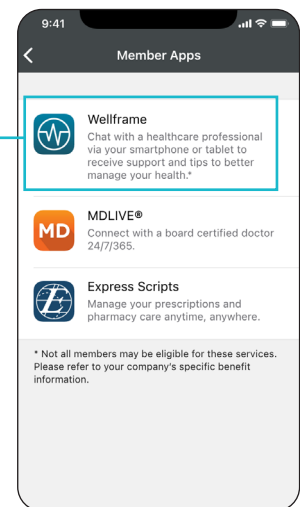 9:41
Member Apps
Wellframe
Chat with a healthcare professional
via your smartphone or tablet to
receive support and tips to better
manage your health.*
MD
MDLIVE®
Connect with a board certified doctor
24/7/365.
Express Scripts
Manage your prescriptions and
pharmacy care anytime, anywhere.
* Not all members may be eligible for these services.
Please refer to your company's specific benefit
information.